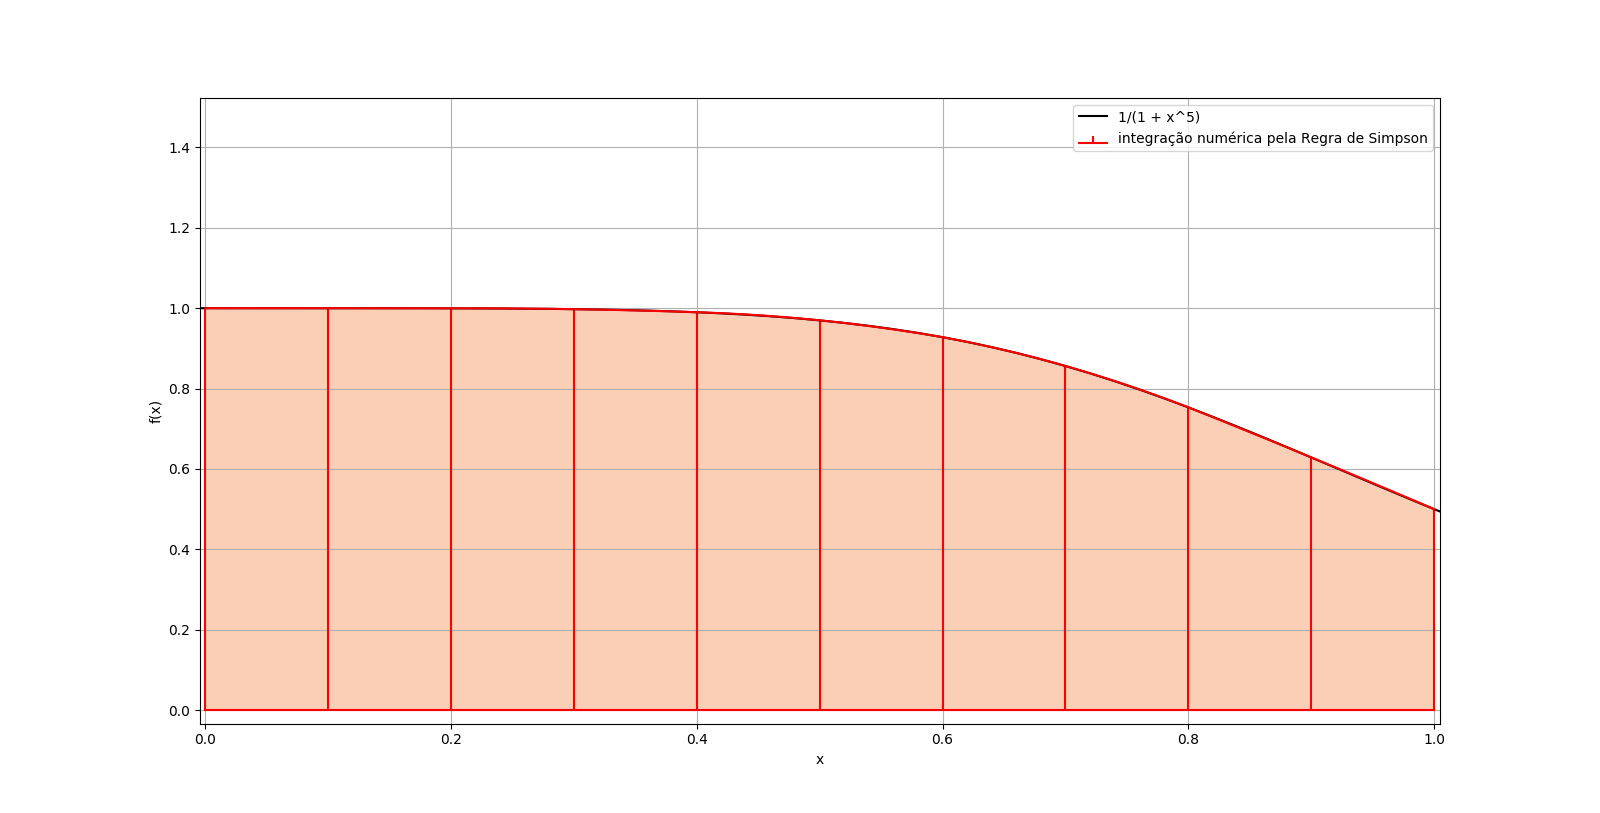 1/(1 + x^5)
integração numérica pela Regra de Simpson
1.4
1.2
1.0
0.8
0.6
0.4
0.2
0.0
f(x)
0.0 0.2 0.4 0.6 0.8 1.0
x